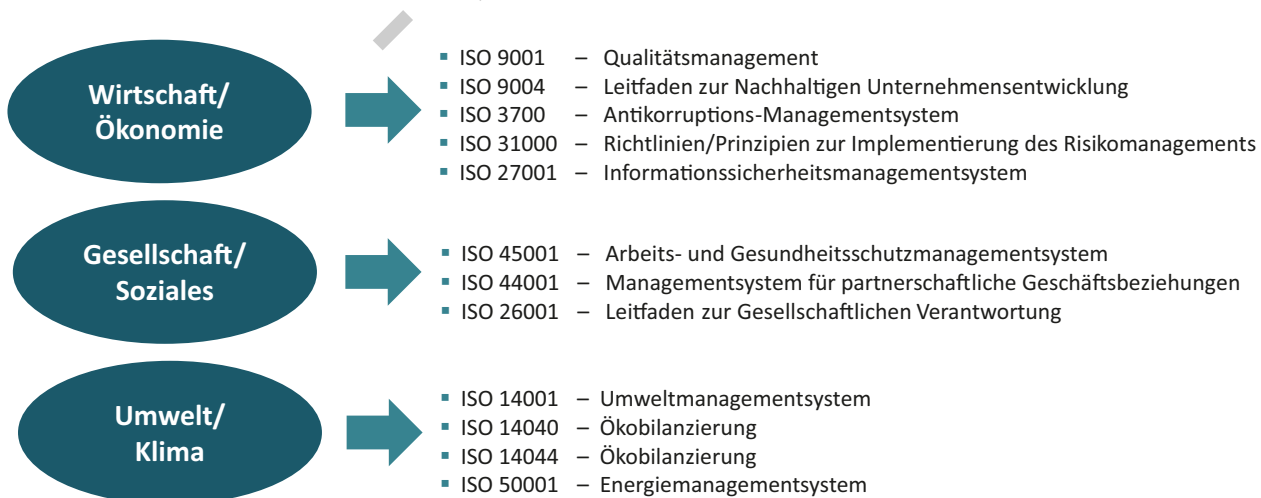 Wirtschaft/
Ökonomie
▪ ISO 9001 – Qualitätsmanagement
▪ ISO 9004 – Leitfaden zur Nachhaltigen Unternehmensentwicklung
▪ ISO 3700 – Antikorruptions-Managementsystem
▪ ISO 31000 – Richtlinien/Prinzipien zur Implementierung des Risikomanagements
▪ ISO 27001 – Informationssicherheitsmanagementsystem
Gesellschaft/
Soziales
▪ ISO 45001 – Arbeits- und Gesundheitsschutzmanagementsystem
▪ ISO 44001 – Managementsystem für partnerschaftliche Geschäftsbeziehungen
▪ ISO 26001 – Leitfaden zur Gesellschaftlichen Verantwortung
Umwelt/
Klima
▪ ISO 14001 – Umweltmanagementsystem
▪ ISO 14040 – Ökobilanzierung
▪ ISO 14044 – Ökobilanzierung
▪ ISO 50001 – Energiemanagementsystem